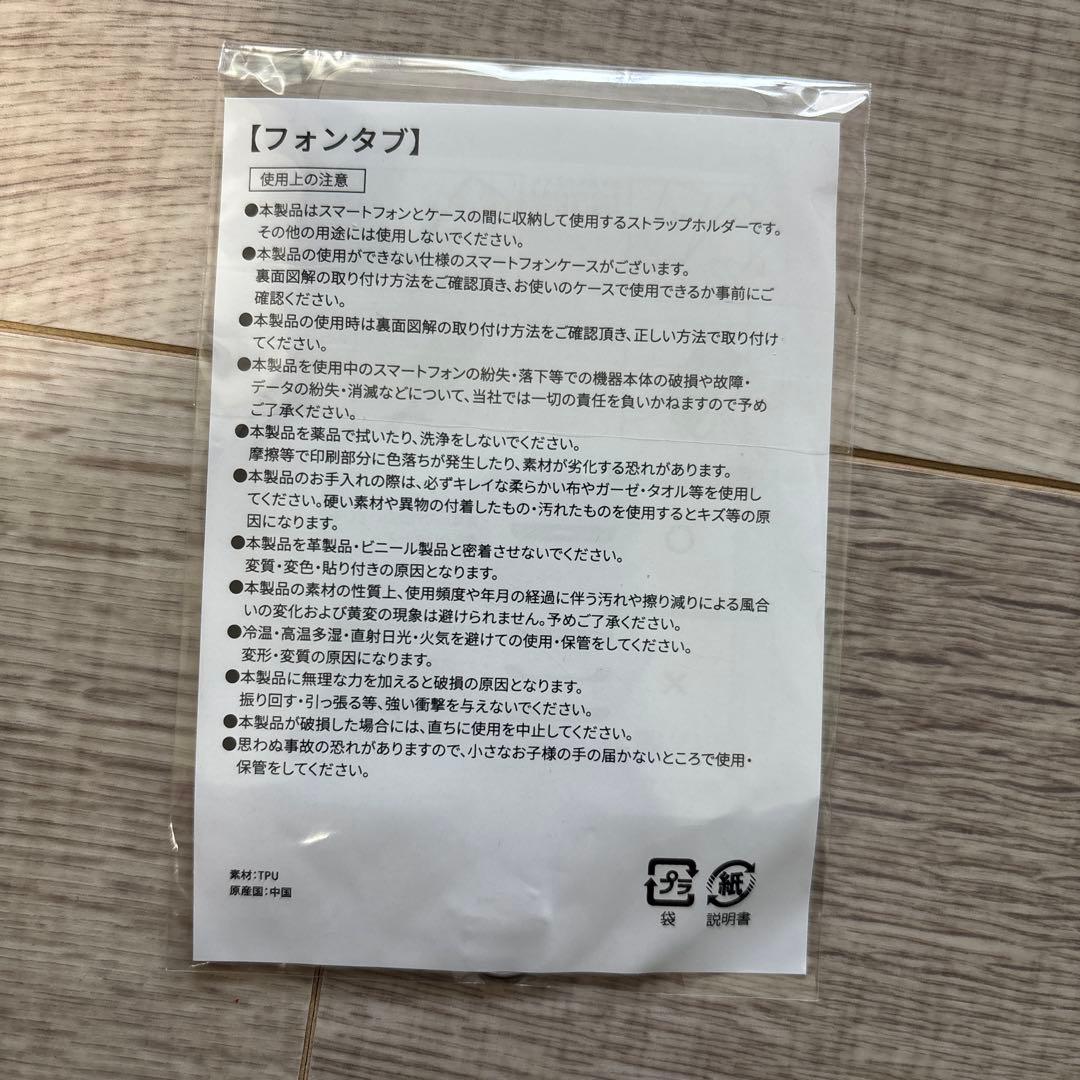 【フォンタブ】
使用上の注意
●本製品はスマートフォンとケースの間に収納して使用するストラップホルダーです。
その他の用途には使用しないでください。
●本製品の使用ができない仕様のスマートフォンケースがございます。
裏面図解の取り付け方法をご確認頂き、お使いのケースで使用できるか事前にご
確認ください。
●本製品の使用時は裏面図解の取り付け方法をご確認頂き、正しい方法で取り付け
てください。
●本製品を使用中のスマートフォンの紛失・落下等での機器本体の破損や故障・
データの紛失・消滅などについて、当社では一切の責任を負いかねますので予め
ご了承ください。
●本製品を薬品で拭いたり、洗浄をしないでください。
摩擦等で印刷部分に色落ちが発生したり、素材が劣化する恐れがあります。
●本製品のお手入れの際は、必ずキレイな柔らかい布やガーゼ・タオル等を使用し
てください。硬い素材や異物の付着したもの・汚れたものを使用するとキズ等の原
因になります。
●本製品を革製品・ビニール製品と密着させないでください。
変質・変色・貼り付きの原因となります。
●本製品の素材の性質上、使用頻度や年月の経過に伴う汚れや擦り減りによる風合
いの変化および黄変の現象は避けられません。予めご了承ください。
●冷温・高温多湿・直射日光・火気を避けての使用・保管をしてください。
変形・変質の原因になります。
●本製品に無理な力を加えると破損の原因となります。
振り回す・引っ張る等、強い衝撃を与えないでください。
●本製品が破損した場合には、直ちに使用を中止してください。
●思わぬ事故の恐れがありますので、小さなお子様の手の届かないところで使用・
保管をしてください。
素材：TPU
原産国：中国
プラ
袋
紙
説明書